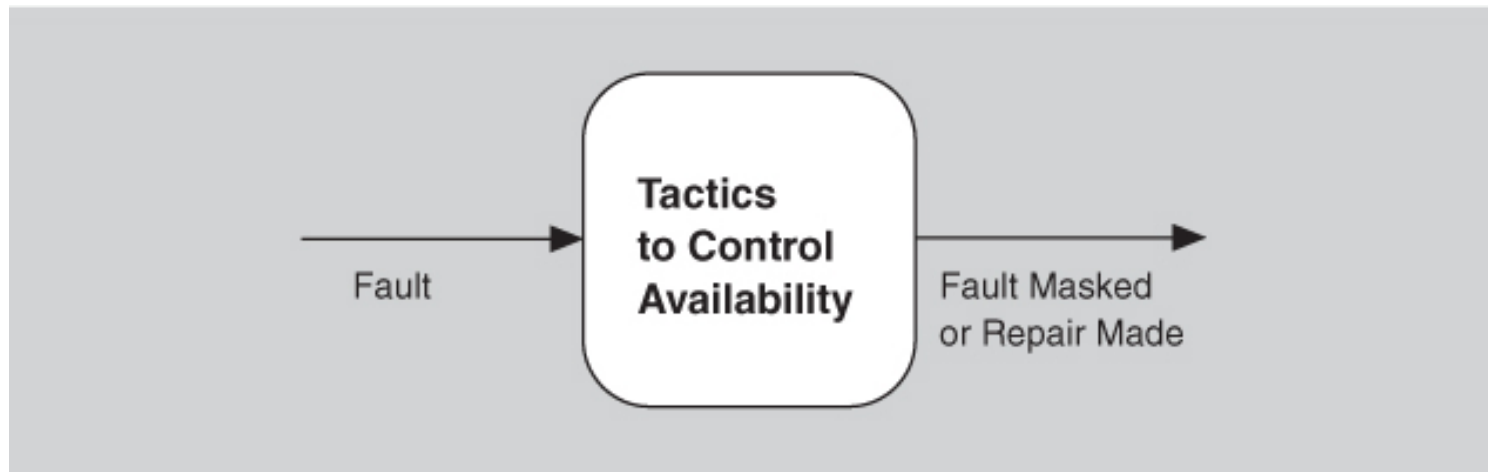 Tactics
to Control
Availability
Fault
Fault Masked
or Repair Made